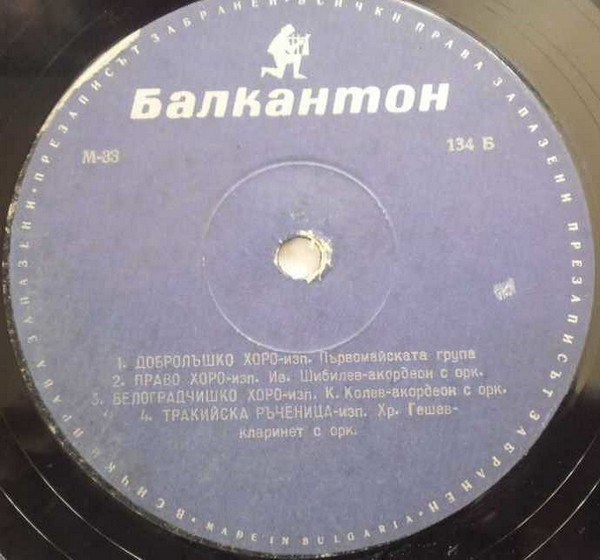 Балкантон
М-33
134 Б
1. ДОБРОЛЪШКО ХОРО-изп. Първомайската група
2. ПРАВО ХОРО-изп. Ив. Шибилев-акордеон с орк.
3. БЕЛОГРАДЧИШКО ХОРО-изп. К. Колев-акордеон с орк.
4. ТРАКИЙСКА РЪЧЕНИЦА-изп. Хр. Гешев-
кларинет с орк.
ВСИЧКИ ПРАВА ЗАПАЗЕНИ • ПРЕЗАПИСЪТ ЗАБРАНЕН • ВСИЧКИ ПРАВА ЗАПАЗЕНИ ПРЕЗАПИСЪТ ЗАБРАНЕН • MADE IN BULGARIA •